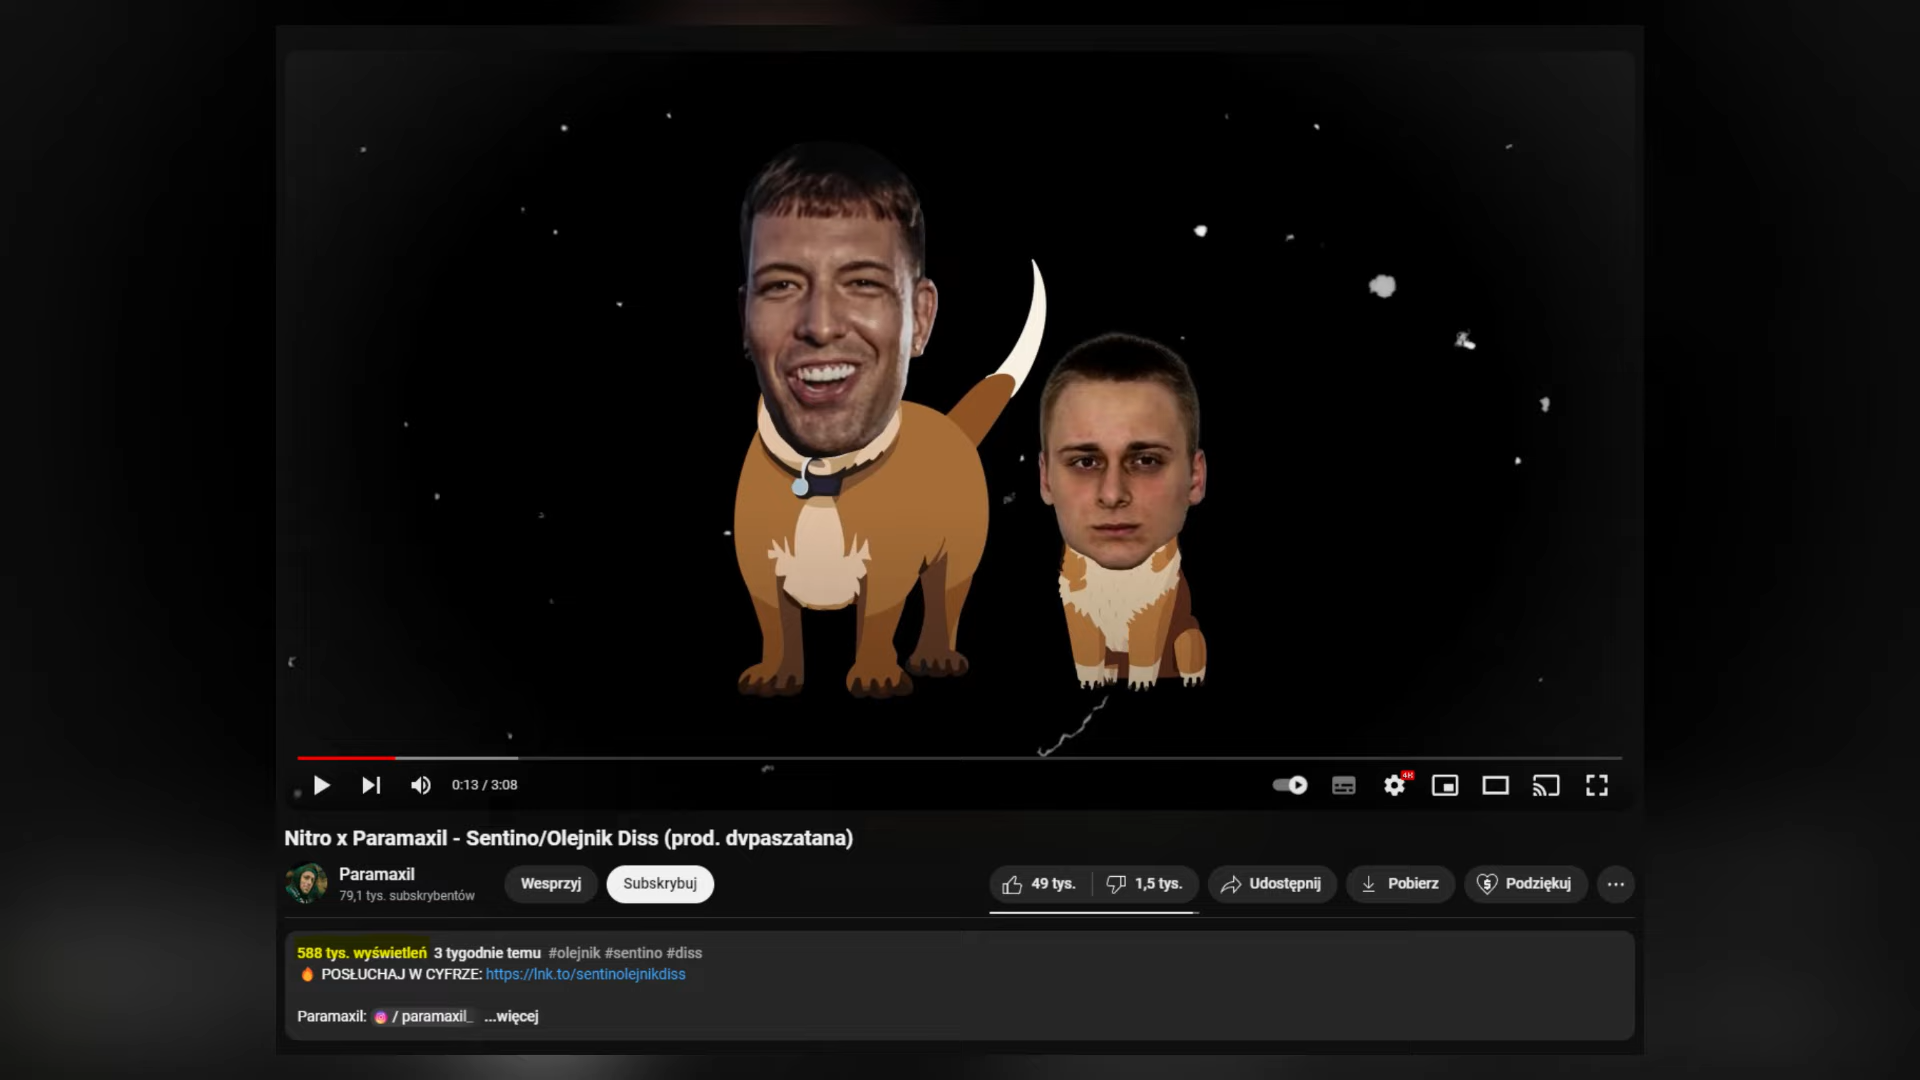 0:13 / 3:08
4K
Nitro x Paramaxil - Sentino/Olejnik Diss (prod. dvpaszatana)
Paramaxil
79,1 tys. subskrybentów
Wesprzyj
Subskrybuj
49 tys.
1,5 tys.
Udostępnij
Pobierz
Podziękuj
588 tys. wyświetleń 3 tygodnie temu #olejnik #sentino #diss
🔥 POSŁUCHAJ W CYFRZE: https://lnk.to/sentinolejnikdiss
Paramaxil: / paramaxil_ ...więcej